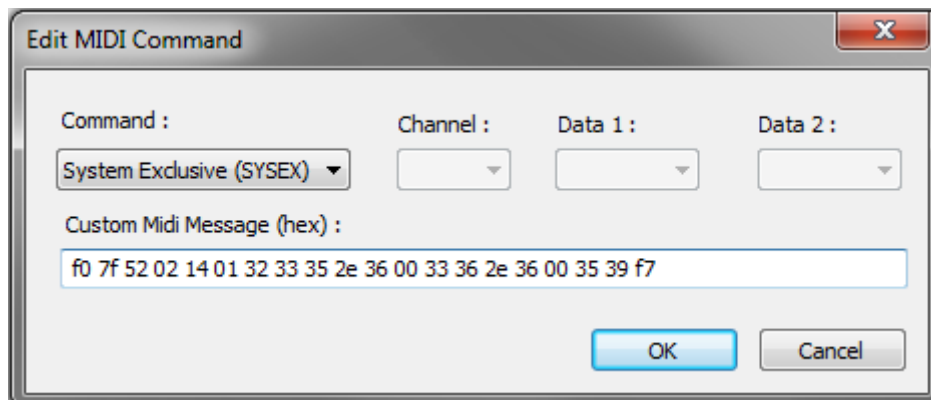 Edit MIDI Command
Command : Channel : Data 1 : Data 2 :
System Exclusive (SYSEX)
Custom Midi Message (hex) :
f0 7f 52 02 14 01 32 33 35 2e 36 00 33 36 2e 36 00 35 39 f7
OK Cancel